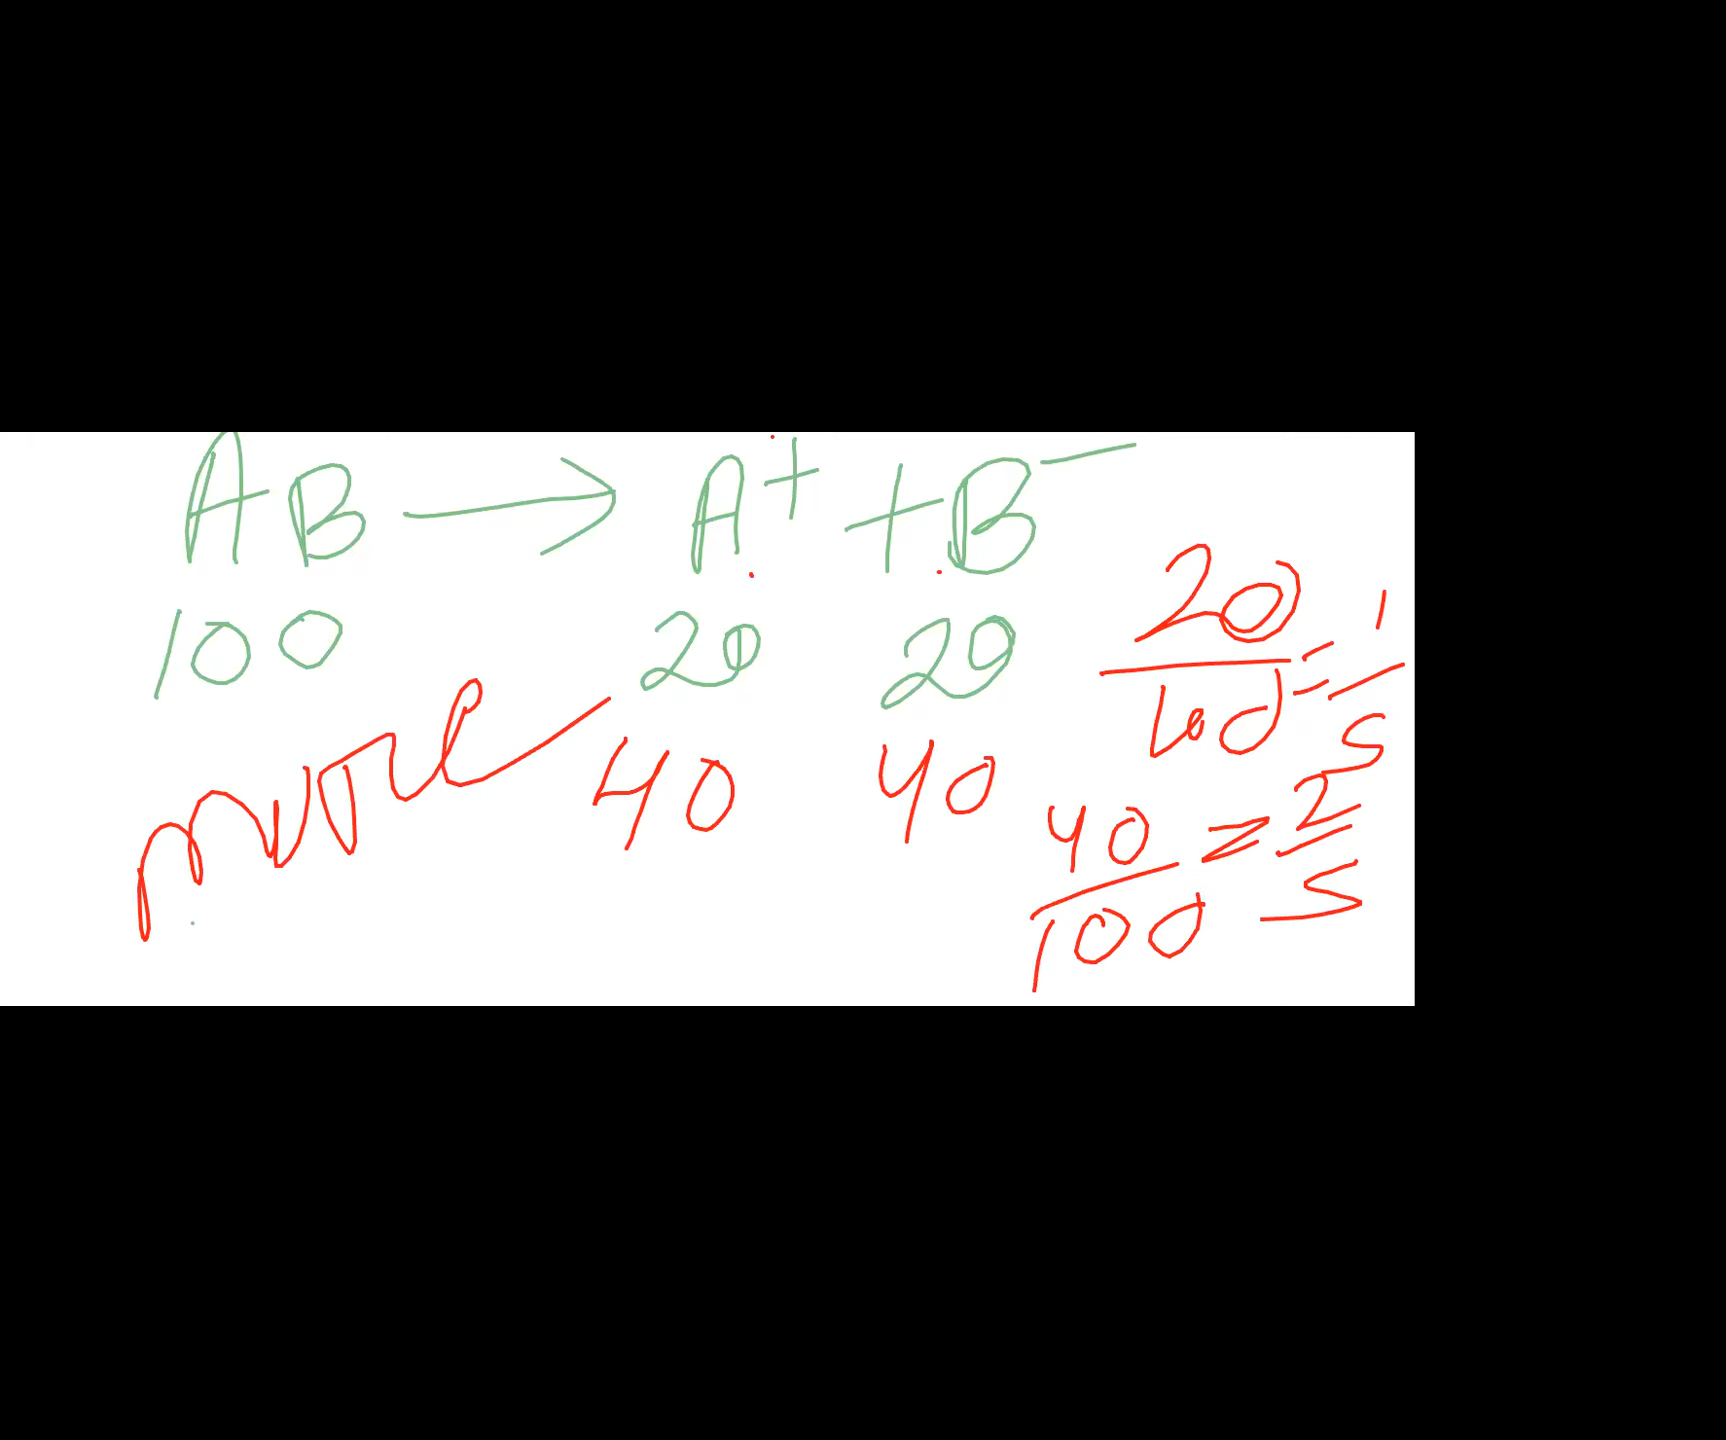 AB → A⁺ + B⁻
100 20 20
20/100 = 1/5
more 40 40
40/100 = 2/5